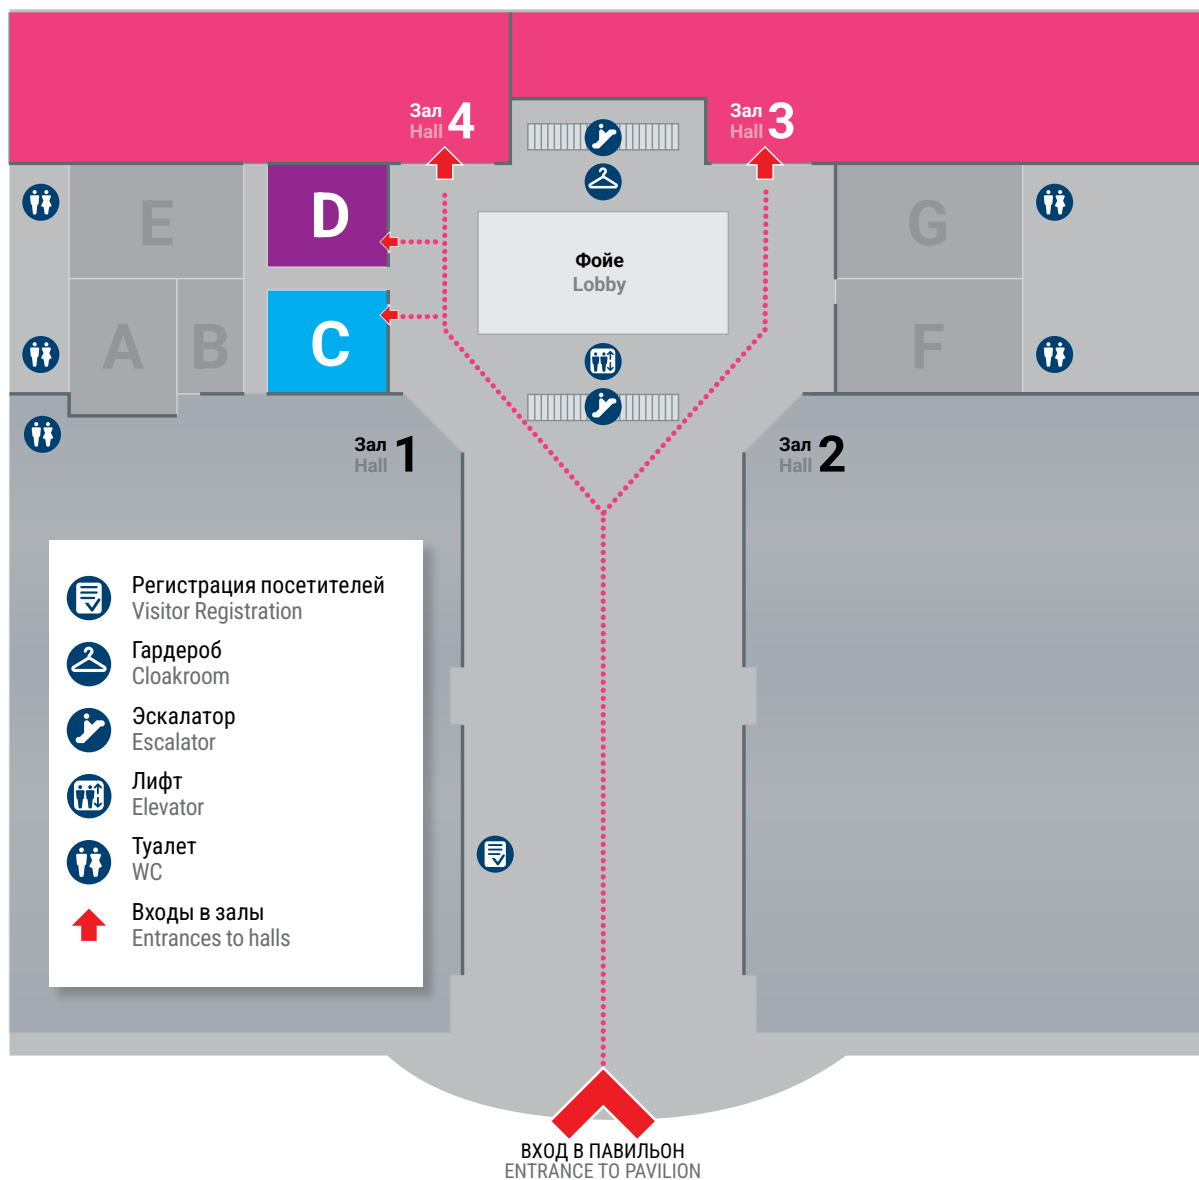 Зал
Hall 4
Зал
Hall 3
E
D
G
Фойе
Lobby
A
B
C
F
Зал
Hall 1
Зал
Hall 2
Регистрация посетителей
Visitor Registration
Гардероб
Cloakroom
Эскалатор
Escalator
Лифт
Elevator
Туалет
WC
Входы в залы
Entrances to halls
ВХОД В ПАВИЛЬОН
ENTRANCE TO PAVILION